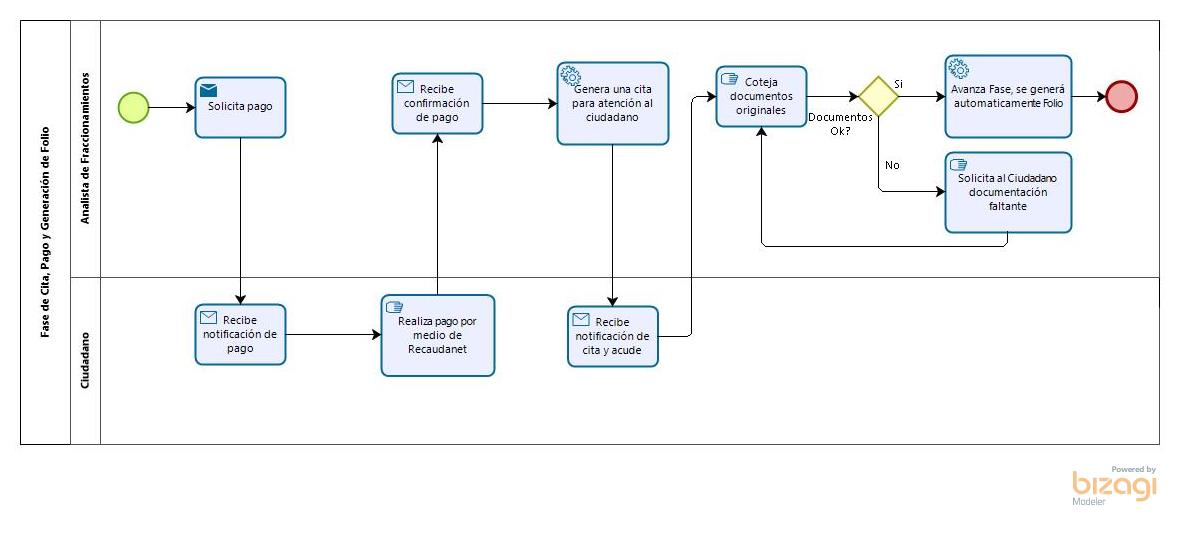 Fase de Cita, Pago y Generación de Folio
Analista de Fraccionamientos
Solicita pago
Recibe
confirmación
de pago
Genera una cita
para atención al
ciudadano
Coteja
documentos
originales
Documentos
Ok?
Si
Avanza Fase, se generá
automaticamente Folio
No
Solicita al Ciudadano
documentación
faltante
Ciudadano
Recibe
notificación de
pago
Realiza pago por
medio de
Recaudanet
Recibe
notificación de
cita y acude
Powered by
bizagi
Modeler